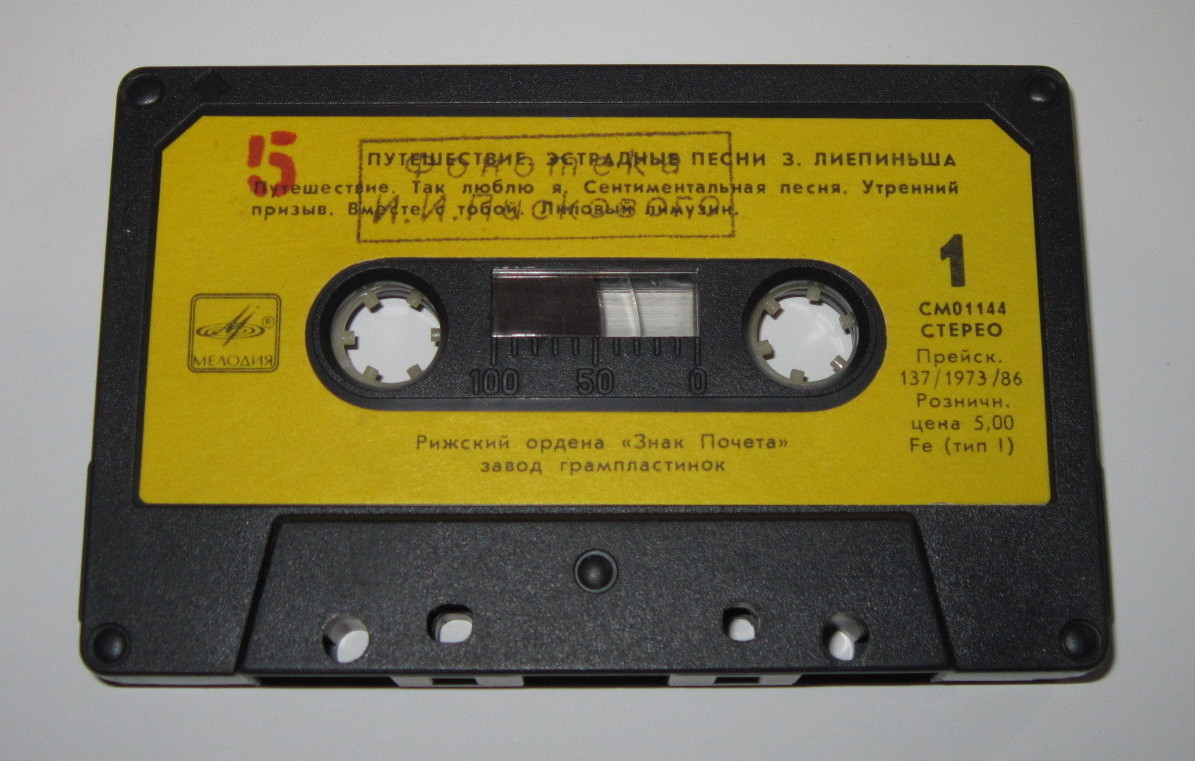 5
ПУТЕШЕСТВИЕ. ЭСТРАДНЫЕ ПЕСНИ З. ЛИЕПИНЬША
Фонотека
Путешествие. Так люблю я. Сентиментальная песня. Утренний
призыв. Вместе с тобой. Лиловый лимузин.
И.И.
1
СМ01144
СТЕРЕО
МЕЛОДИЯ
®
Прейск.
137/1973/86
Розничн.
цена 5,00
Fe (тип I)
100 50 0
Рижский ордена «Знак Почета»
завод грампластинок